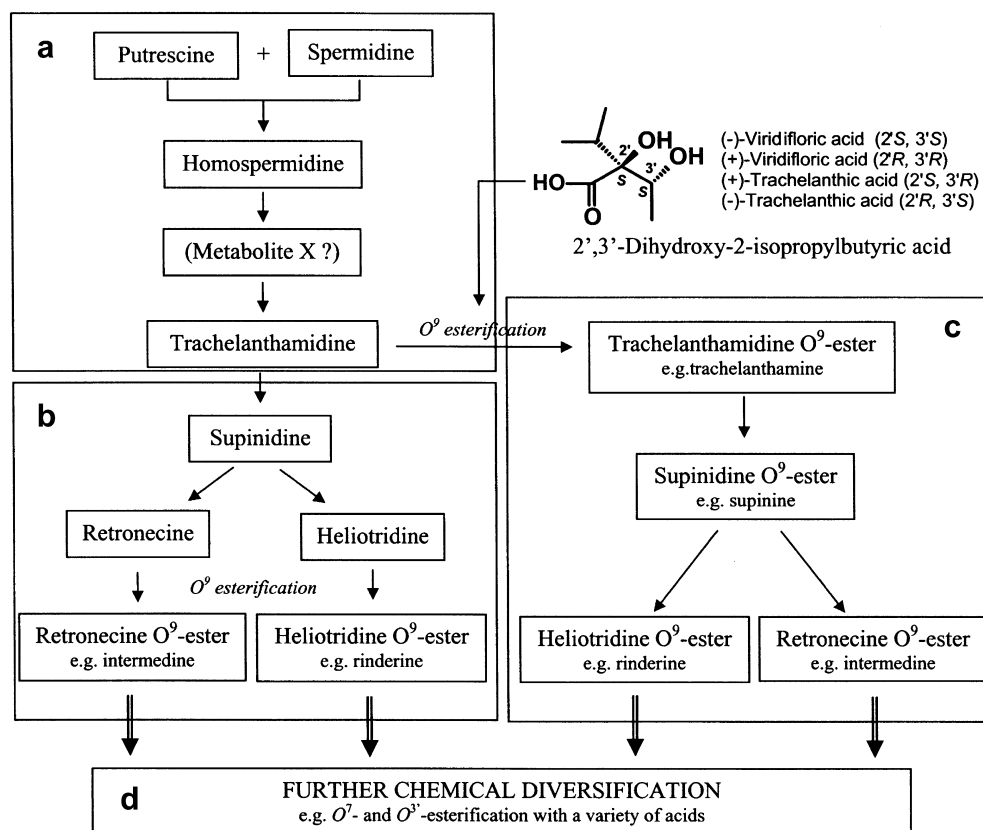 a
Putrescine + Spermidine
Homospermidine
(Metabolite X ?)
Trachelanthamidine
HO
O
OH
OH
2'
3'
S
S
(-)-Viridifloric acid (2'S, 3'S)
(+)-Viridifloric acid (2'R, 3'R)
(+)-Trachelanthic acid (2'S, 3'R)
(-)-Trachelanthic acid (2'R, 3'S)
2',3'-Dihydroxy-2-isopropylbutyric acid
O⁹ esterification
b
Supinidine
Retronecine
Heliotridine
O⁹ esterification
Retronecine O⁹-ester
e.g. intermedine
Heliotridine O⁹-ester
e.g. rinderine
c
Trachelanthamidine O⁹-ester
e.g.trachelanthamine
Supinidine O⁹-ester
e.g. supinine
Heliotridine O⁹-ester
e.g. rinderine
Retronecine O⁹-ester
e.g. intermedine
d
FURTHER CHEMICAL DIVERSIFICATION
e.g. O⁷- and O³'-esterification with a variety of acids